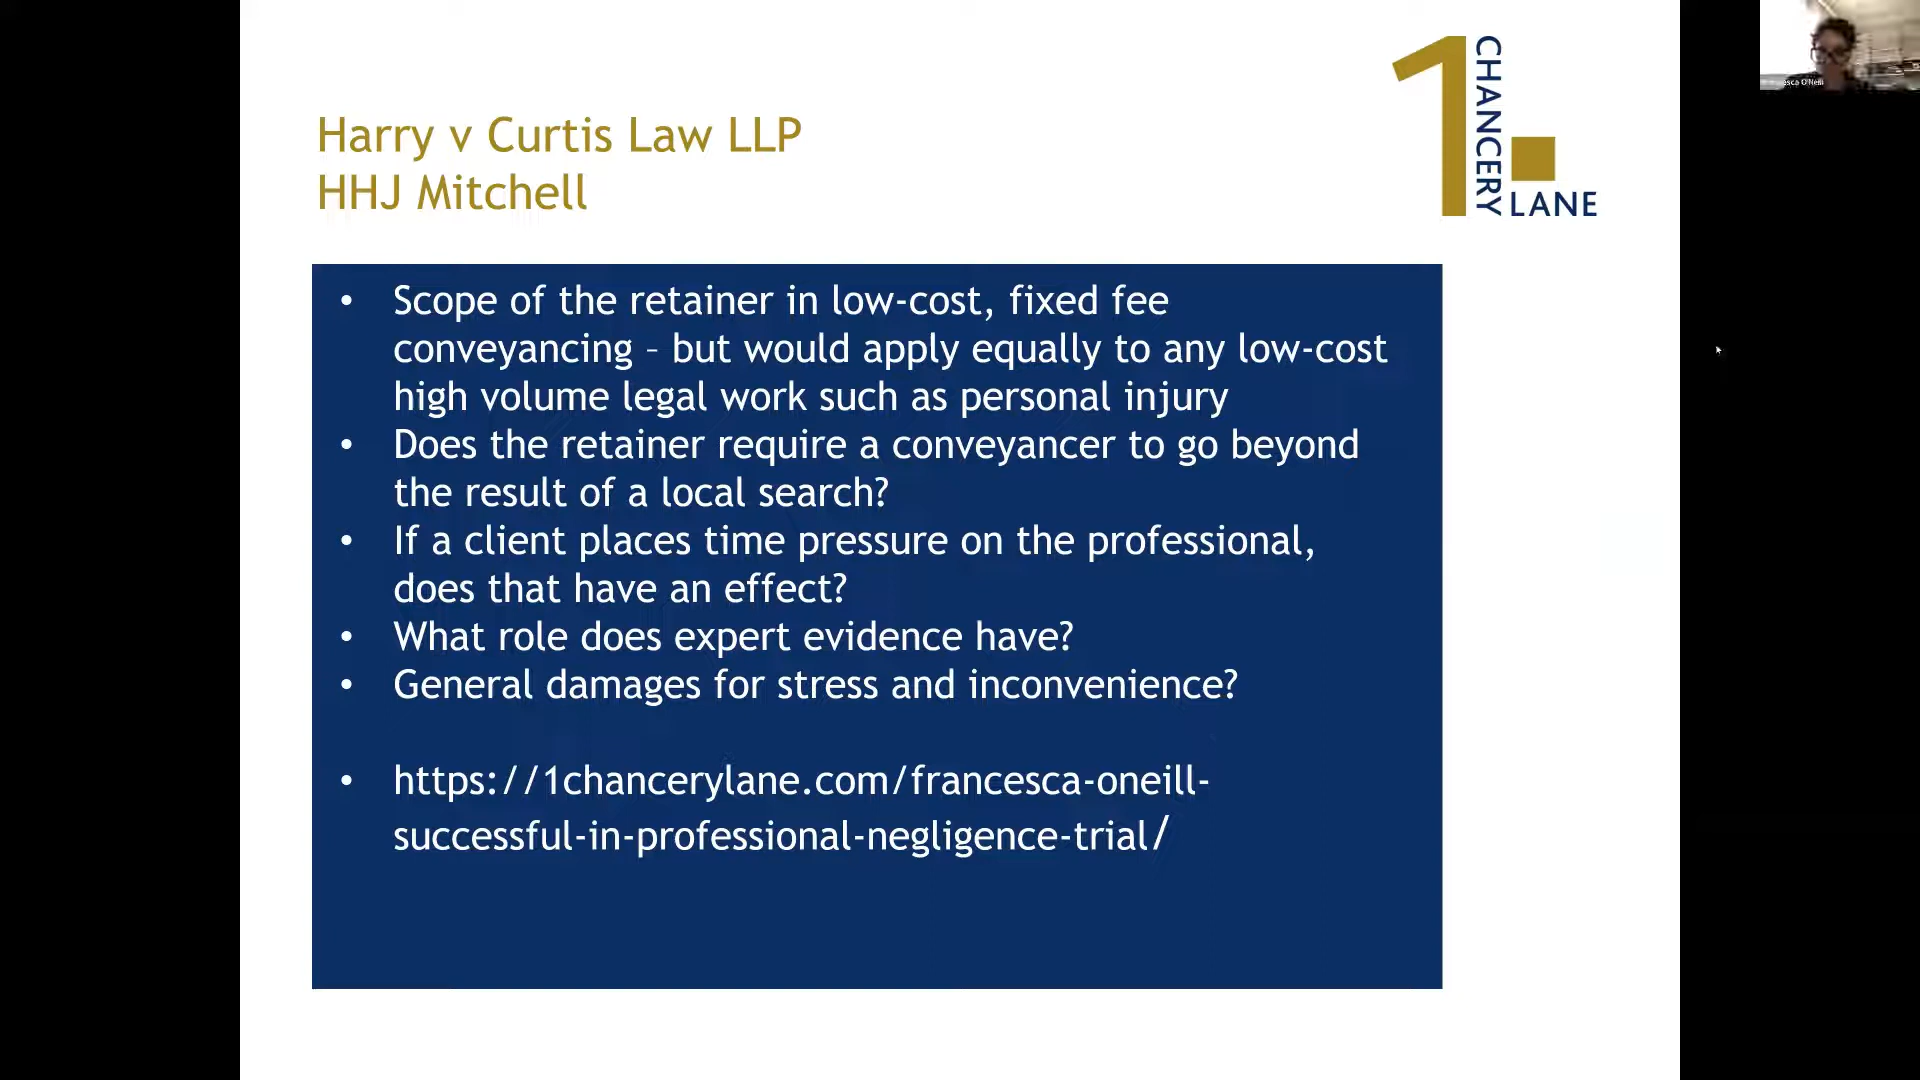 Harry v Curtis Law LLP
HHJ Mitchell
1 CHANCERY LANE
• Scope of the retainer in low-cost, fixed fee
conveyancing – but would apply equally to any low-cost
high volume legal work such as personal injury
• Does the retainer require a conveyancer to go beyond
the result of a local search?
• If a client places time pressure on the professional,
does that have an effect?
• What role does expert evidence have?
• General damages for stress and inconvenience?
• https://1chancerylane.com/francesca-oneill-
successful-in-professional-negligence-trial/